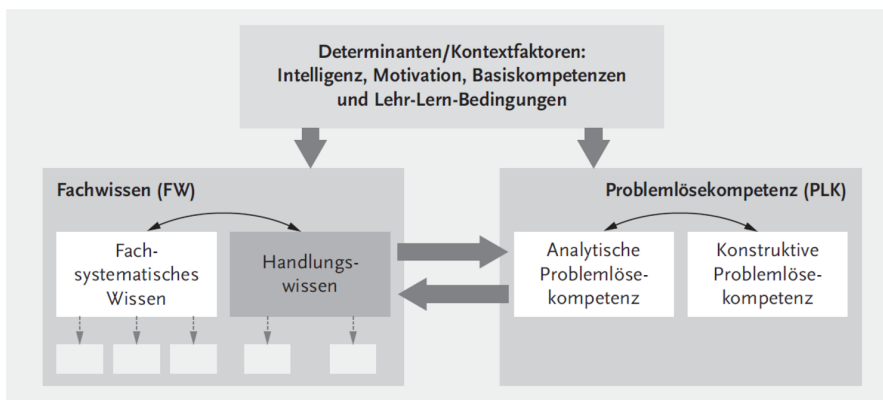 Determinanten/Kontextfaktoren:
Intelligenz, Motivation, Basiskompetenzen
und Lehr-Lern-Bedingungen
Fachwissen (FW)
Fach-
systematisches
Wissen
Handlungs-
wissen
Problemlösekompetenz (PLK)
Analytische
Problemlöse-
kompetenz
Konstruktive
Problemlöse-
kompetenz